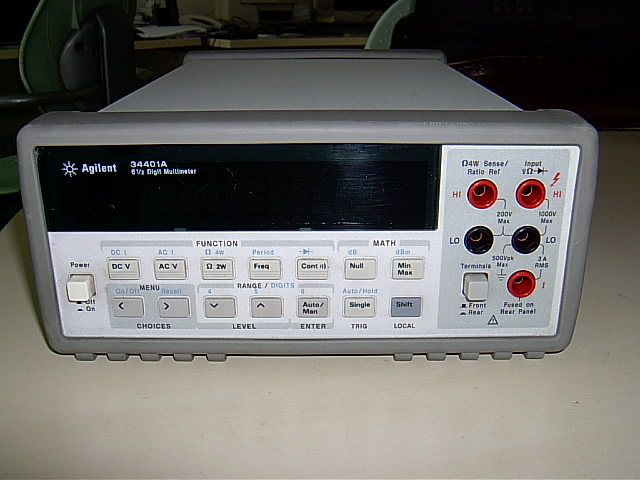 Agilent 34401A
6½ Digit Multimeter
Power
Off
On
FUNCTION
MATH
DC I
AC I
Ω 4W
Period
dB
dBm
DC V
AC V
Ω 2W
Freq
Cont
Null
Min
Max
On/Off
MENU
Recall
RANGE / DIGITS
4
5
6
Auto/Hold
<
>
Auto/
Man
Single
Shift
CHOICES
LEVEL
ENTER
TRIG
LOCAL
Ω4W Sense/
Ratio Ref
Input
VΩ
HI
HI
200V
Max
1000V
Max
LO
LO
500Vpk
Max
3 A
RMS
Terminals
I
Front
Rear
Fused on
Rear Panel